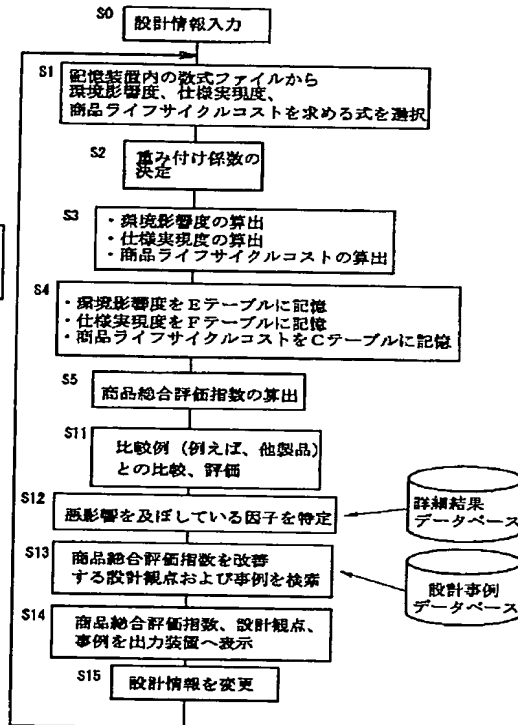 S0
設計情報入力
S1
記憶装置内の数式ファイルから
環境影響度、仕様実現度、
商品ライフサイクルコストを求める式を選択
S2
重み付け係数の
決定
S3
・環境影響度の算出
・仕様実現度の算出
・商品ライフサイクルコストの算出
S4
・環境影響度をEテーブルに記憶
・仕様実現度をFテーブルに記憶
・商品ライフサイクルコストをCテーブルに記憶
S5
商品総合評価指数の算出
S11
比較例(例えば、他製品)
との比較、評価
S12
悪影響を及ぼしている因子を特定
詳細結果
データベース
S13
商品総合評価指数を改善
する設計観点および事例を検索
設計事例
データベース
S14
商品総合評価指数、設計観点、
事例を出力装置へ表示
S15
設計情報を変更